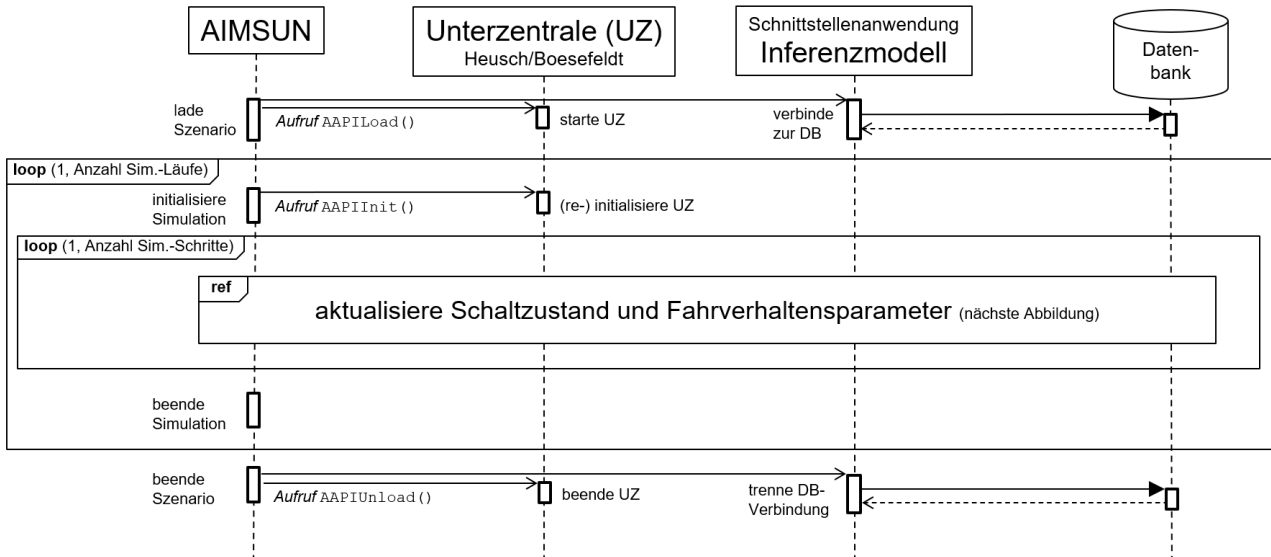 AIMSUN
Unterzentrale (UZ)
Heusch/Boesefeldt
Schnittstellenanwendung
Inferenzmodell
Daten-
bank
lade
Szenario
Aufruf AAPILoad()
starte UZ
verbinde
zur DB
loop (1, Anzahl Sim.-Läufe)
initialisiere
Simulation
Aufruf AAPIInit()
(re-) initialisiere UZ
loop (1, Anzahl Sim.-Schritte)
ref
aktualisiere Schaltzustand und Fahrverhaltensparameter (nächste Abbildung)
beende
Simulation
beende
Szenario
Aufruf AAPIUnload()
beende UZ
trenne DB-
Verbindung